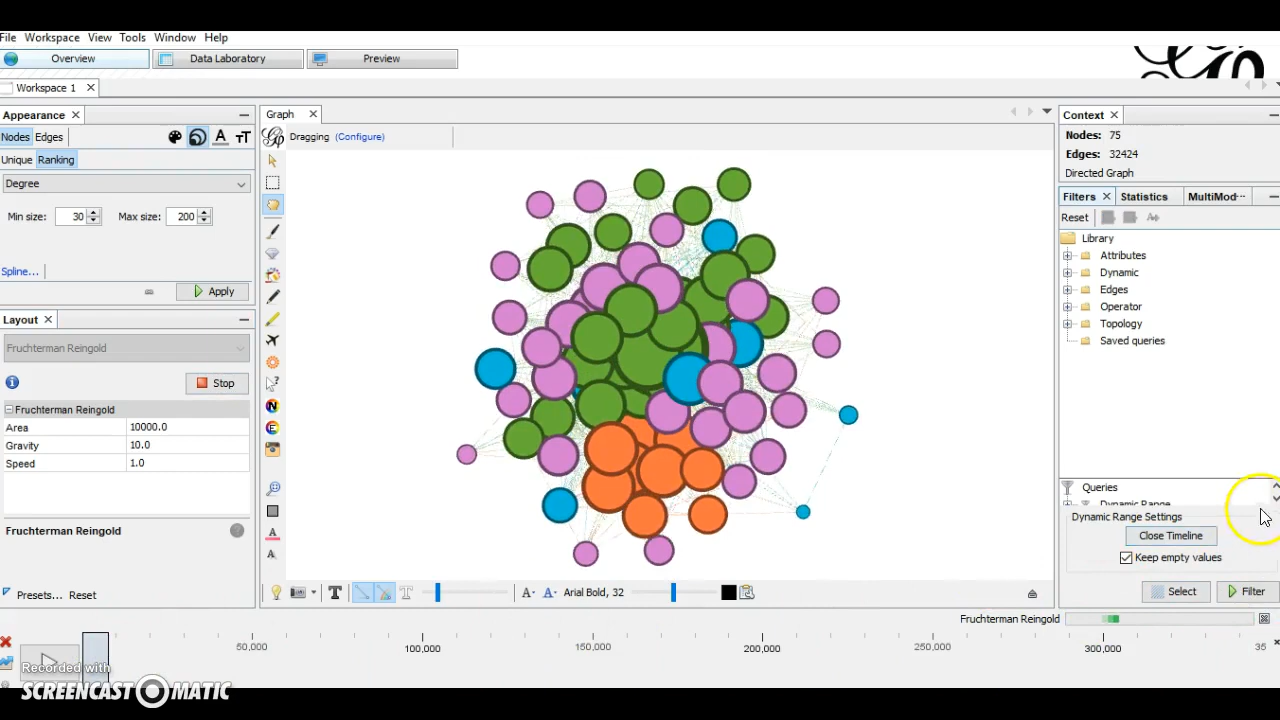 File Workspace View Tools Window Help
Overview Data Laboratory Preview
Workspace 1
Appearance
Nodes Edges
Unique Ranking
Degree
Min size: 30 Max size: 200
Spline...
Apply
Layout
Fruchterman Reingold
Stop
Fruchterman Reingold
Area 10000.0
Gravity 10.0
Speed 1.0
Fruchterman Reingold
Presets... Reset
Graph
Dragging (Configure)
Arial Bold, 32
Context
Nodes: 75
Edges: 32424
Directed Graph
Filters Statistics MultiMod...
Reset
Library
Attributes
Dynamic
Edges
Operator
Topology
Saved queries
Queries
Dynamic Range
Dynamic Range Settings
Close Timeline
Keep empty values
Select Filter
Fruchterman Reingold
50,000 100,000 150,000 200,000 250,000 300,000 35
Recorded with
SCREENCAST MATIC